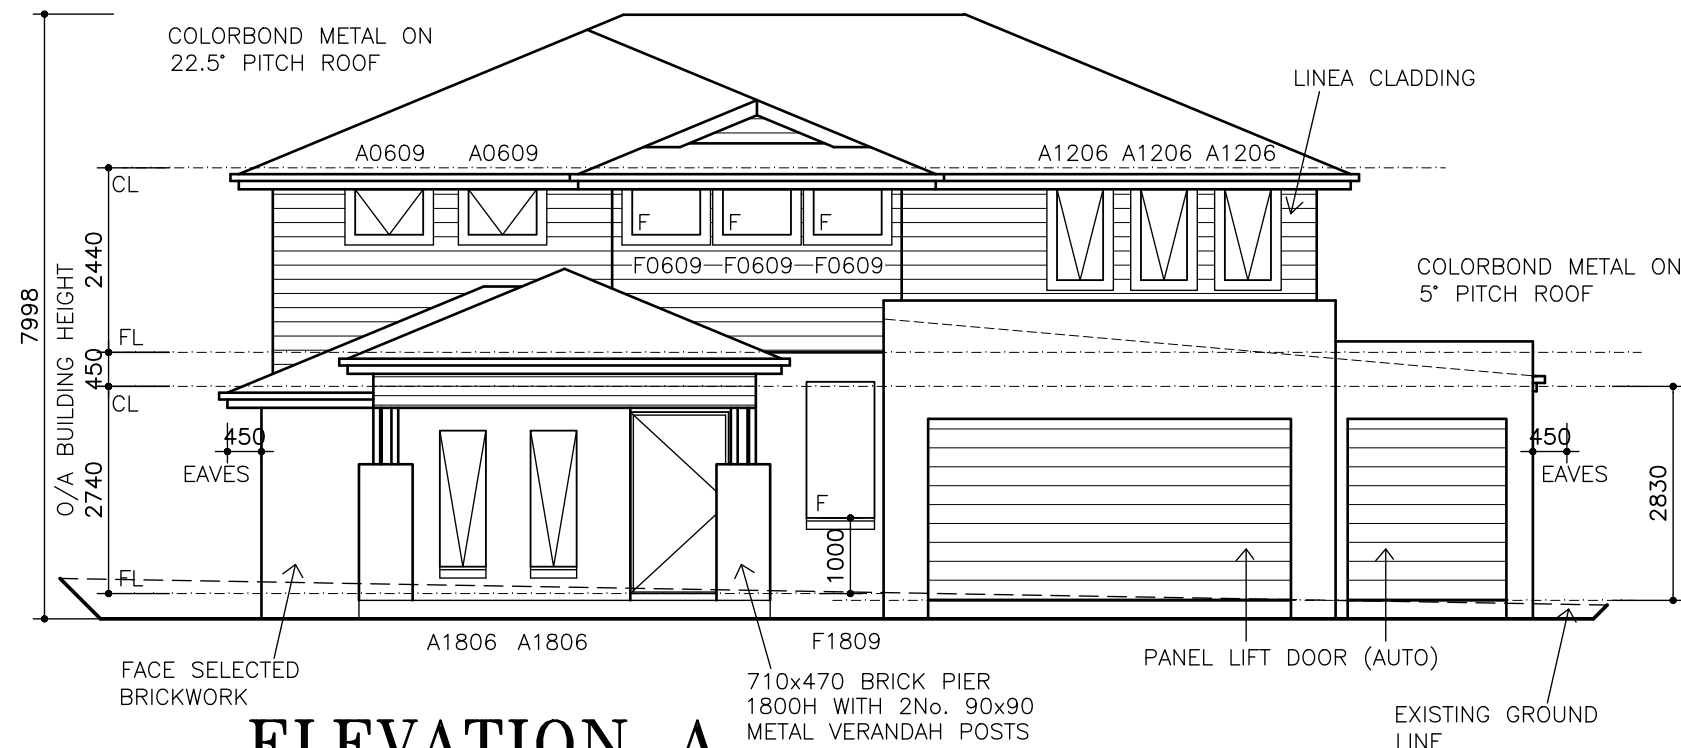 COLORBOND METAL ON
22.5° PITCH ROOF
LINEA CLADDING
A0609 A0609
A1206 A1206 A1206
CL
2440
F F F
F0609 F0609 F0609
COLORBOND METAL ON
5° PITCH ROOF
7998
O/A BUILDING HEIGHT
FL
450
CL
450
EAVES
450
EAVES
2740
2830
F
1000
FL
A1806 A1806
F1809
PANEL LIFT DOOR (AUTO)
FACE SELECTED
BRICKWORK
710x470 BRICK PIER
1800H WITH 2No. 90x90
METAL VERANDAH POSTS
EXISTING GROUND
LINE
ELEVATION A